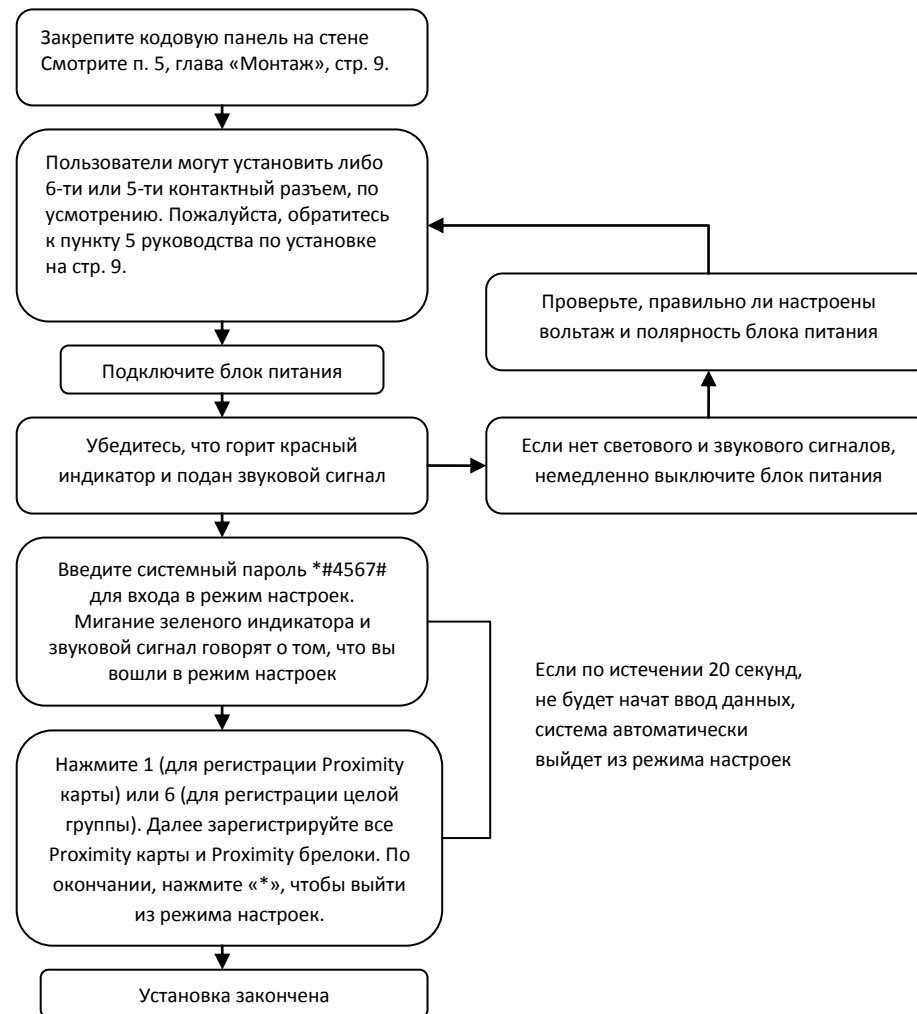 Закрепите кодовую панель на стене
Смотрите п. 5, глава «Монтаж», стр. 9.
Пользователи могут установить либо
6-ти или 5-ти контактный разъем, по
усмотрению. Пожалуйста, обратитесь
к пункту 5 руководства по установке
на стр. 9.
Проверьте, правильно ли настроены
вольтаж и полярность блока питания
Подключите блок питания
Убедитесь, что горит красный
индикатор и подан звуковой сигнал
Если нет светового и звукового сигналов,
немедленно выключите блок питания
Введите системный пароль *#4567#
для входа в режим настроек.
Мигание зеленого индикатора и
звуковой сигнал говорят о том, что вы
вошли в режим настроек
Если по истечении 20 секунд,
не будет начат ввод данных,
система автоматически
выйдет из режима настроек
Нажмите 1 (для регистрации Proximity
карты) или 6 (для регистрации целой
группы). Далее зарегистрируйте все
Proximity карты и Proximity брелоки. По
окончании, нажмите «*», чтобы выйти
из режима настроек.
Установка закончена